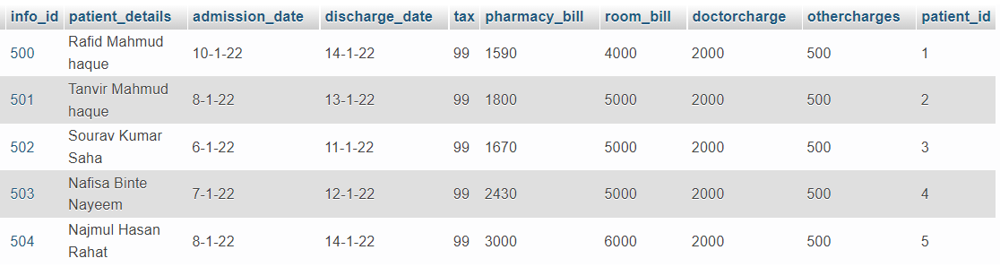 info_id patient_details admission_date discharge_date tax pharmacy_bill room_bill doctorcharge othercharges patient_id
500 Rafid Mahmud haque 10-1-22 14-1-22 99 1590 4000 2000 500 1
501 Tanvir Mahmud haque 8-1-22 13-1-22 99 1800 5000 2000 500 2
502 Sourav Kumar Saha 6-1-22 11-1-22 99 1670 5000 2000 500 3
503 Nafisa Binte Nayeem 7-1-22 12-1-22 99 2430 5000 2000 500 4
504 Najmul Hasan Rahat 8-1-22 14-1-22 99 3000 6000 2000 500 5